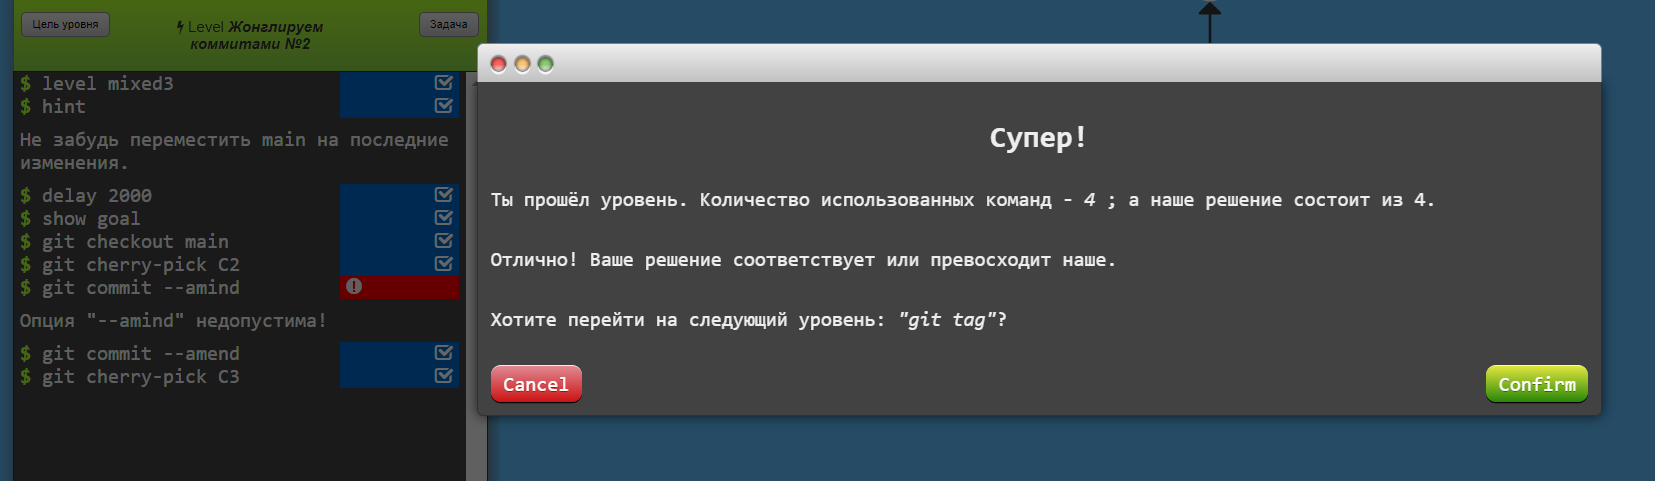 Цель уровня
Level Жонглируем
коммитами №2
Задача
$ level mixed3
$ hint
Не забудь переместить main на последние
изменения.
$ delay 2000
$ show goal
$ git checkout main
$ git cherry-pick C2
$ git commit --amind
Опция "--amind" недопустима!
$ git commit --amend
$ git cherry-pick C3
Супер!
Ты прошёл уровень. Количество использованных команд - 4 ; а наше решение состоит из 4.
Отлично! Ваше решение соответствует или превосходит наше.
Хотите перейти на следующий уровень: "git tag"?
Cancel
Confirm